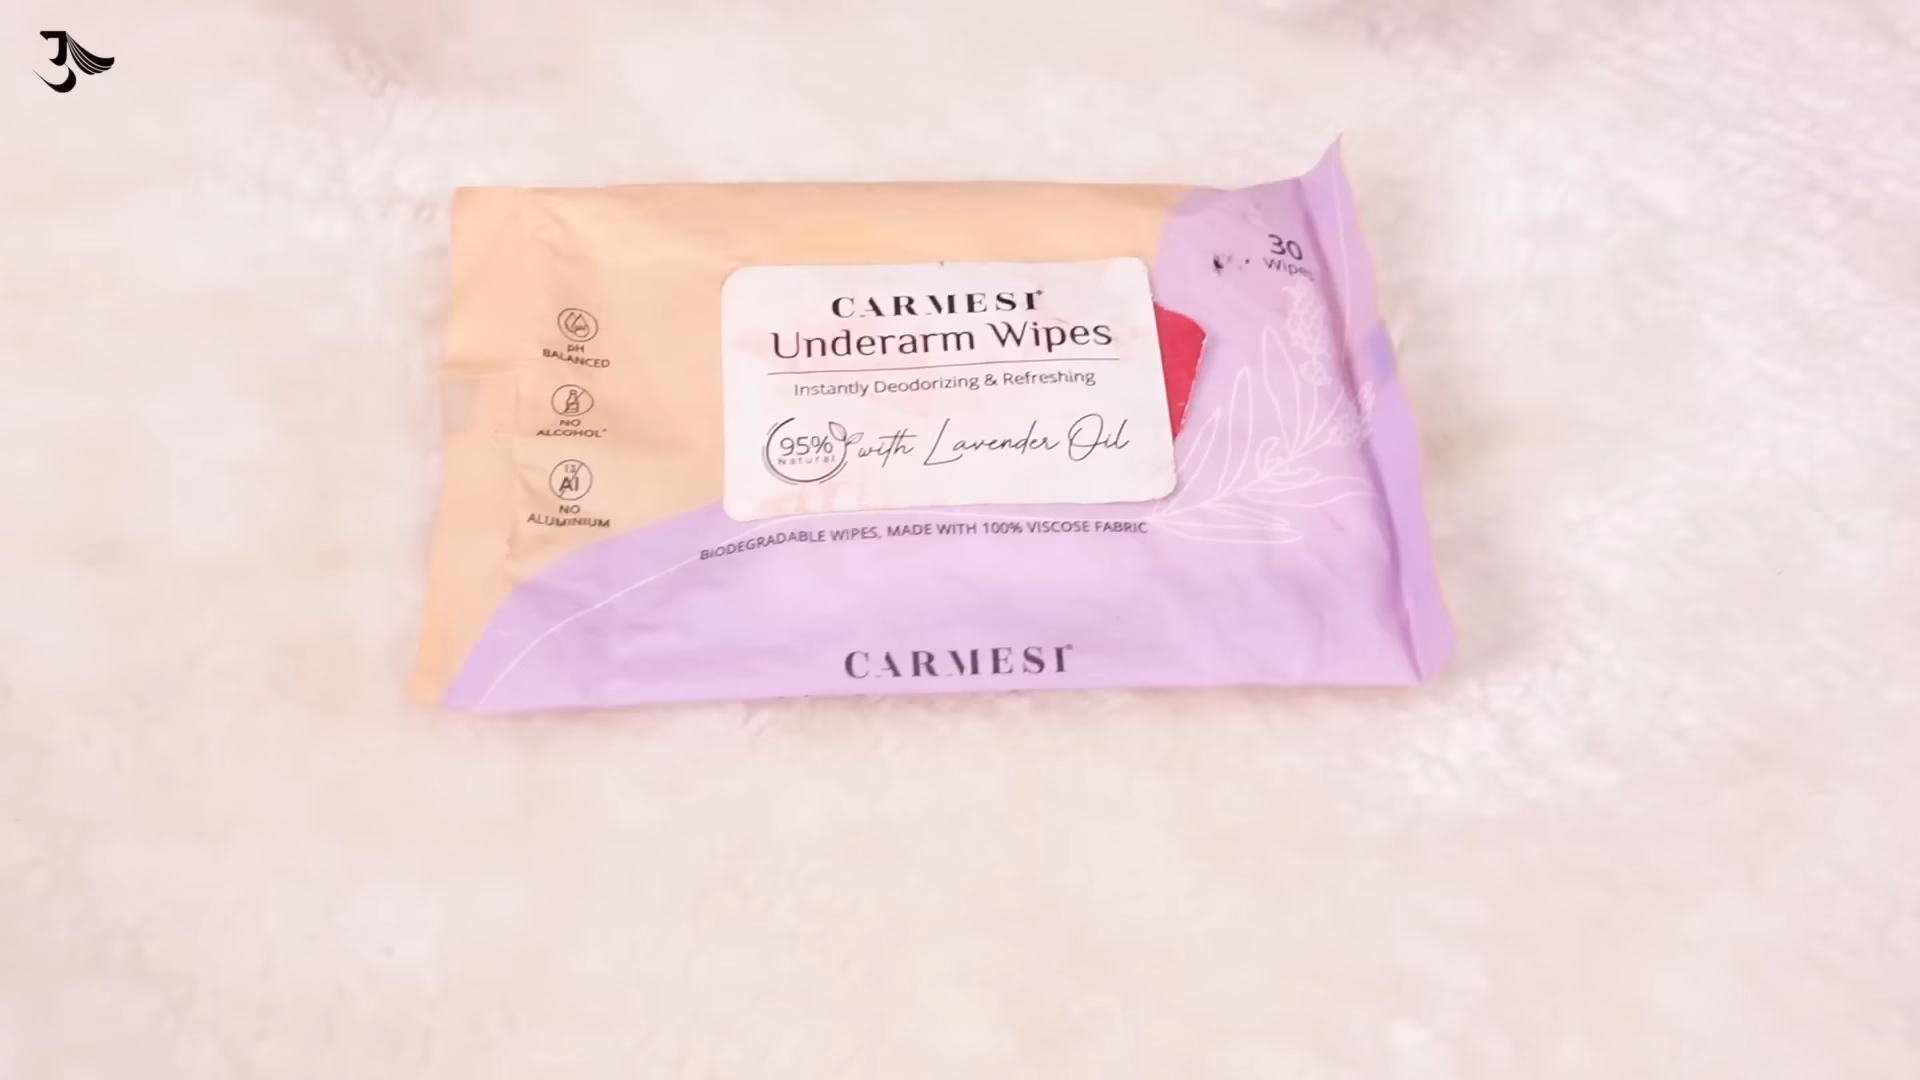 30
Wipes
CARMESI
Underarm Wipes
Instantly Deodorizing & Refreshing
95%
Natural
with Lavender Oil
PH
BALANCED
NO
ALCOHOL*
13
Al
NO
ALUMINIUM
BIODEGRADABLE WIPES, MADE WITH 100% VISCOSE FABRIC
CARMESI